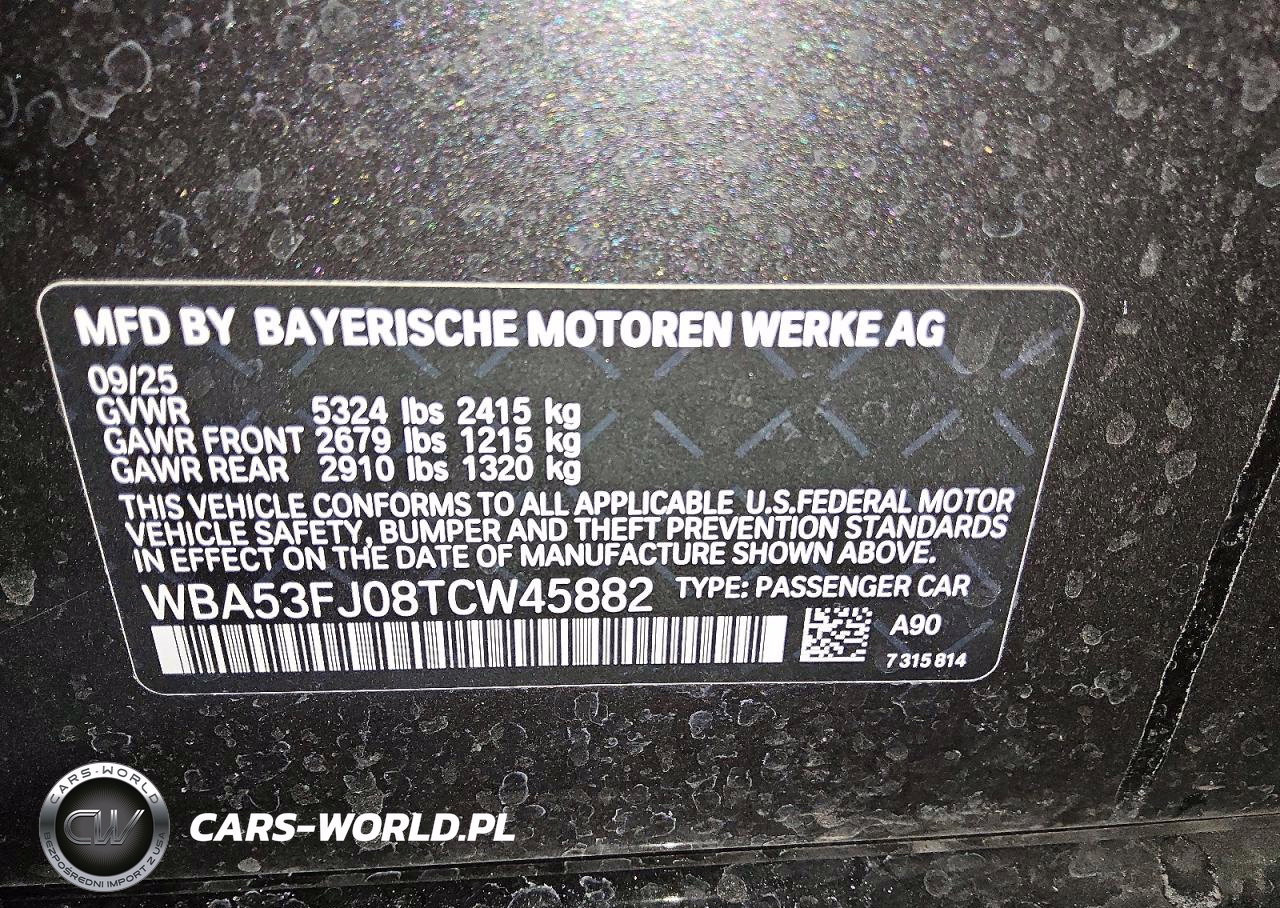 MFD BY BAYERISCHE MOTOREN WERKE AG
09/25
GVWR 5324 lbs 2415 kg
GAWR FRONT 2679 lbs 1215 kg
GAWR REAR 2910 lbs 1320 kg
THIS VEHICLE CONFORMS TO ALL APPLICABLE U.S.FEDERAL MOTOR
VEHICLE SAFETY, BUMPER AND THEFT PREVENTION STANDARDS
IN EFFECT ON THE DATE OF MANUFACTURE SHOWN ABOVE.
WBA53FJ08TCW45882 TYPE: PASSENGER CAR
A90
7 315 814
CARS-WORLD
CW
BEZPOŚREDNI IMPORT Z USA
CARS-WORLD.PL